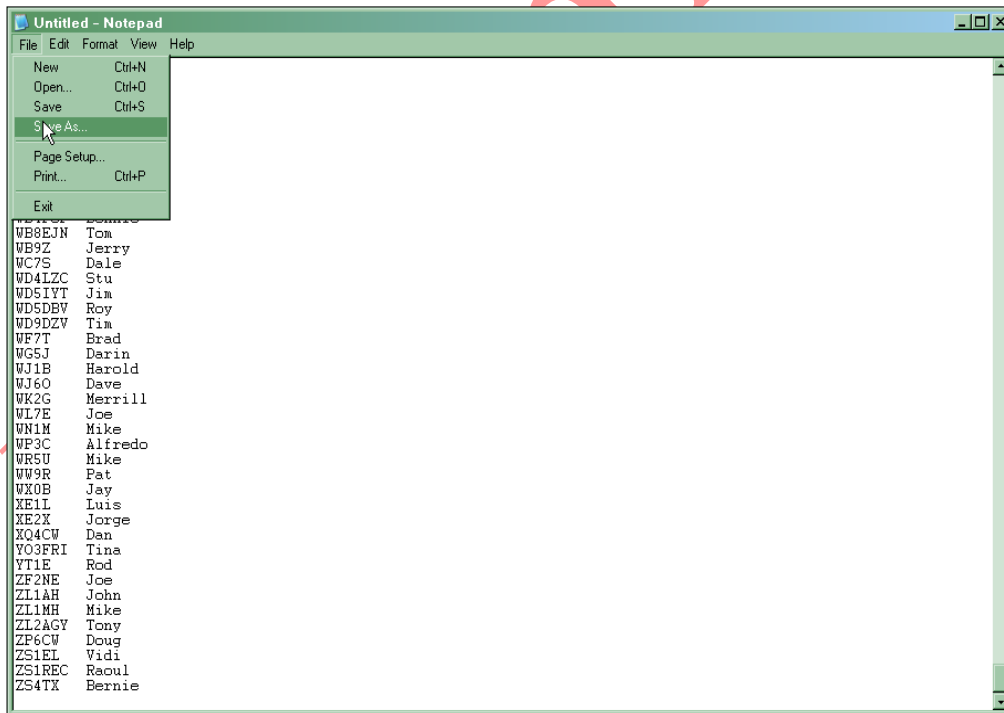 Untitled - Notepad
File Edit Format View Help
New Ctrl+N
Open... Ctrl+O
Save Ctrl+S
Save As...
Page Setup...
Print... Ctrl+P
Exit
WB8EJN Tom
WB9Z Jerry
WC7S Dale
WD4LZC Stu
WD5IYT Jim
WD5DBV Roy
WD9DZV Tim
WF7T Brad
WG5J Darin
WJ1B Harold
WJ6O Dave
WK2G Merrill
WL7E Joe
WN1M Mike
WP3C Alfredo
WR5U Mike
WW9R Pat
WX0B Jay
XE1L Luis
XE2X Jorge
XQ4CW Dan
YO3FRI Tina
YT1E Rod
ZF2NE Joe
ZL1AH John
ZL1MH Mike
ZL2AGY Tony
ZP6CW Doug
ZS1EL Vidi
ZS1REC Raoul
ZS4TX Bernie